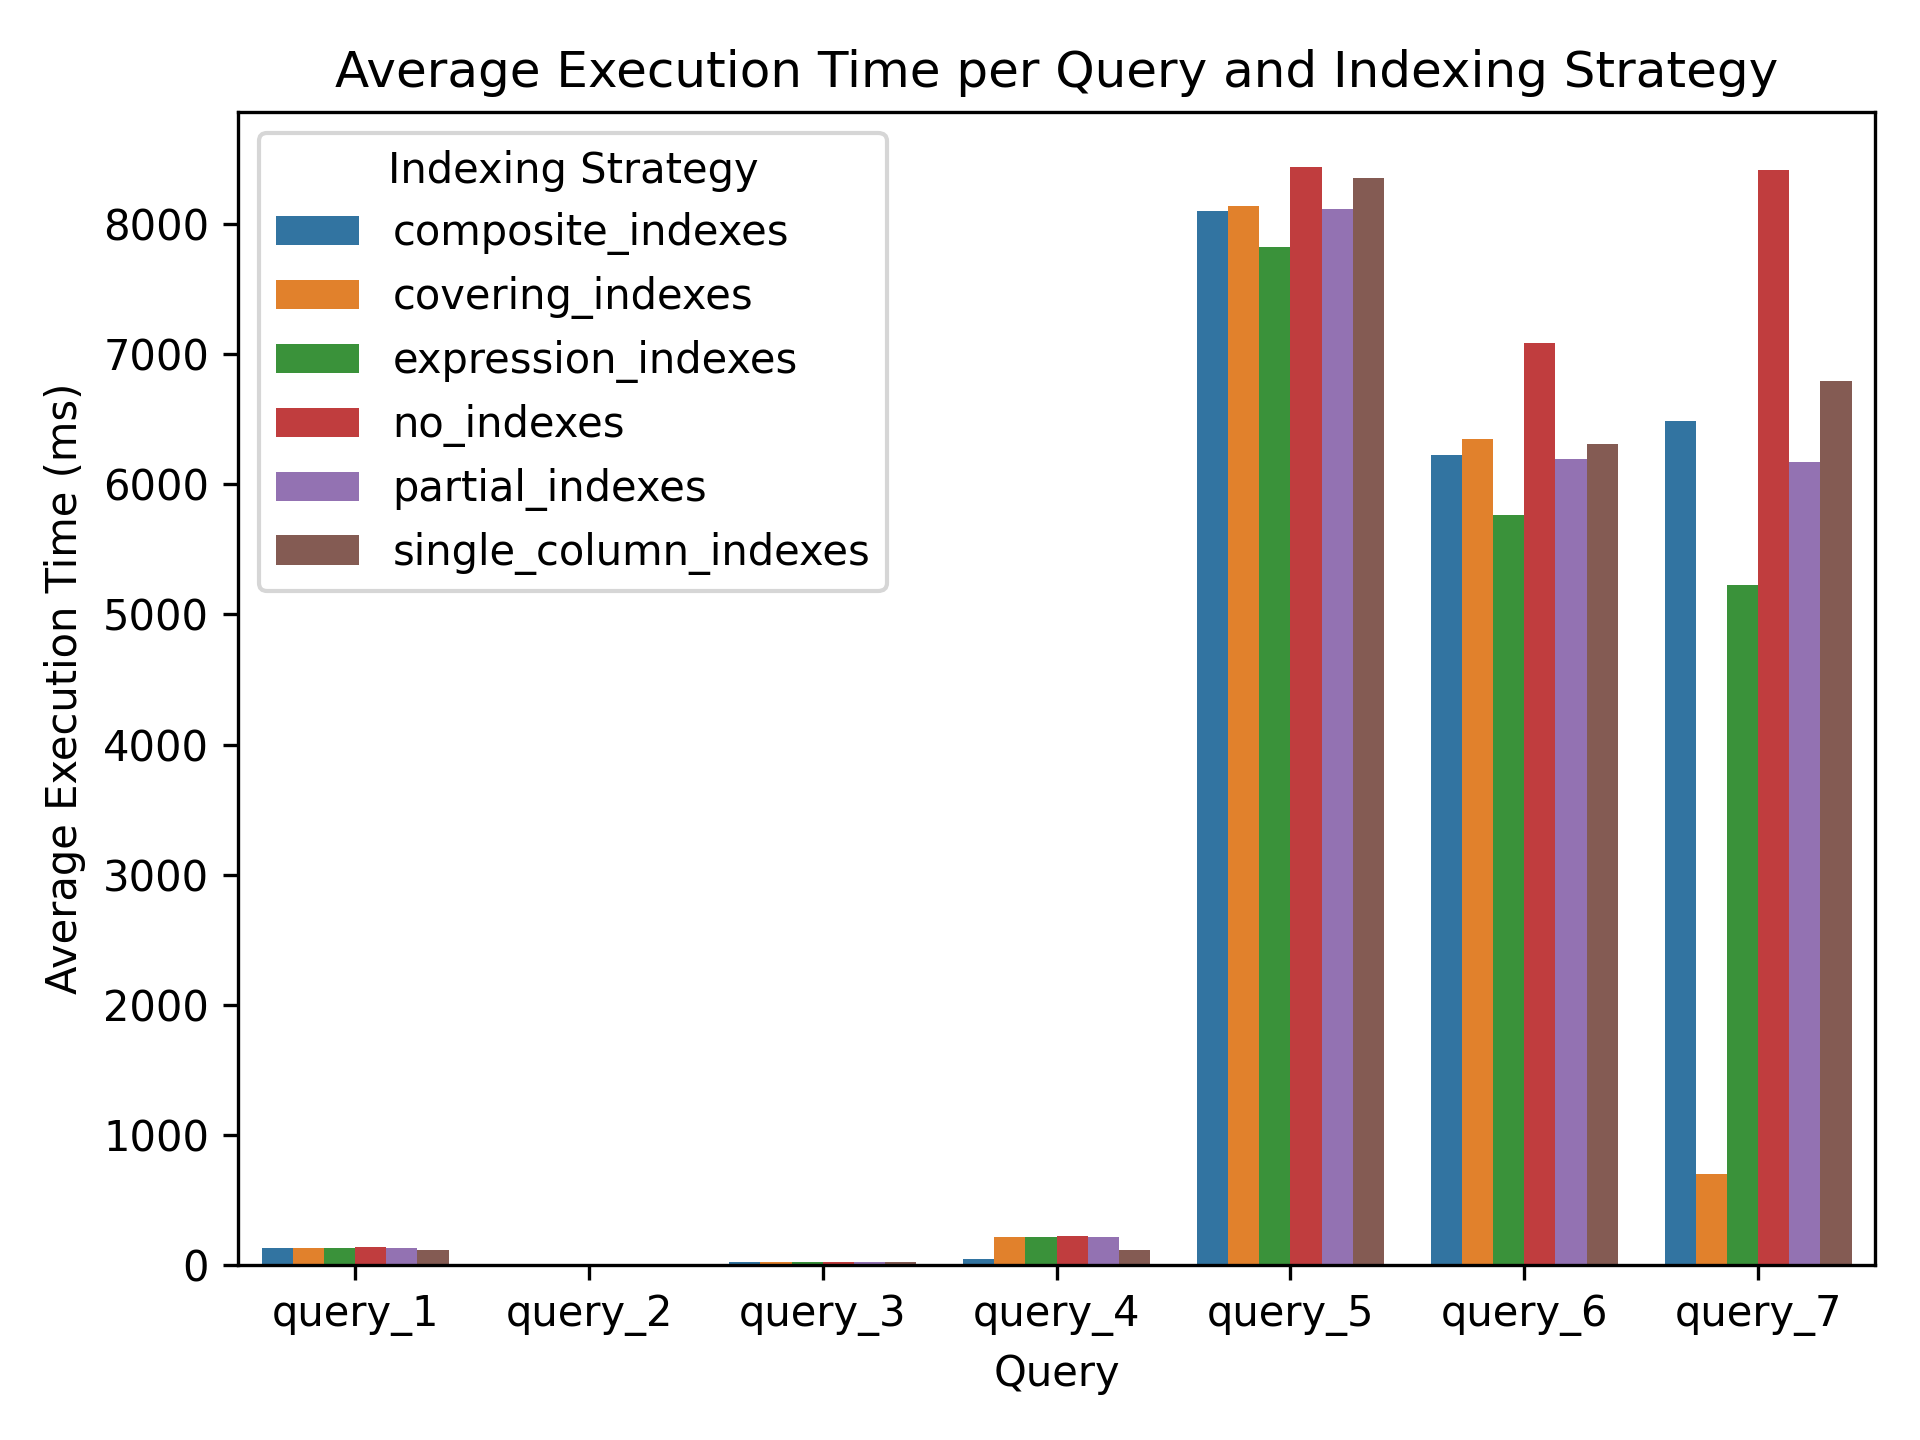 Average Execution Time per Query and Indexing Strategy
Indexing Strategy
composite_indexes
covering_indexes
expression_indexes
no_indexes
partial_indexes
single_column_indexes
Average Execution Time (ms)
8000
7000
6000
5000
4000
3000
2000
1000
0
query_1 query_2 query_3 query_4 query_5 query_6 query_7
Query